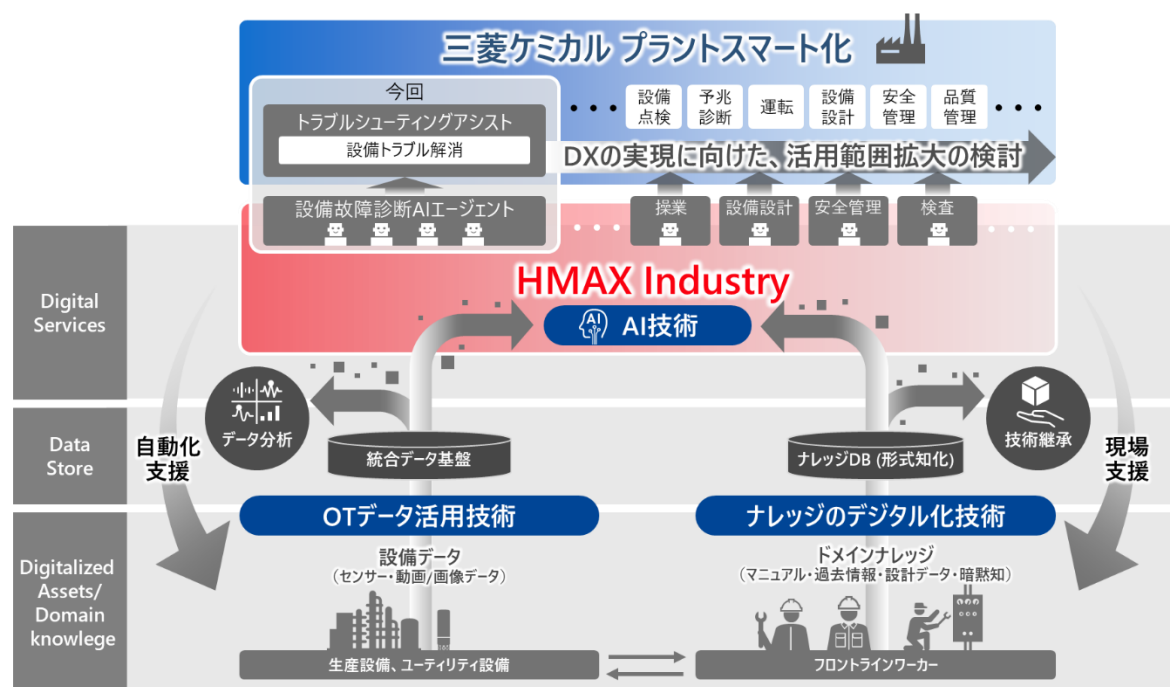 三菱ケミカル プラントスマート化
今回
トラブルシューティングアシスト
設備トラブル解消
設備
点検
予兆
診断
運転
設備
設計
安全
管理
品質
管理
DXの実現に向けた、活用範囲拡大の検討
設備故障診断AIエージェント
操業
設備設計
安全管理
検査
HMAX Industry
AI
AI技術
Digital
Services
データ分析
技術継承
Data
Store
自動化
支援
統合データ基盤
ナレッジDB (形式知化)
現場
支援
OTデータ活用技術
ナレッジのデジタル化技術
Digitalized
Assets/
Domain
knowlege
設備データ
(センサー・動画/画像データ)
ドメインナレッジ
(マニュアル・過去情報・設計データ・暗黙知)
生産設備、ユーティリティ設備
フロントラインワーカー